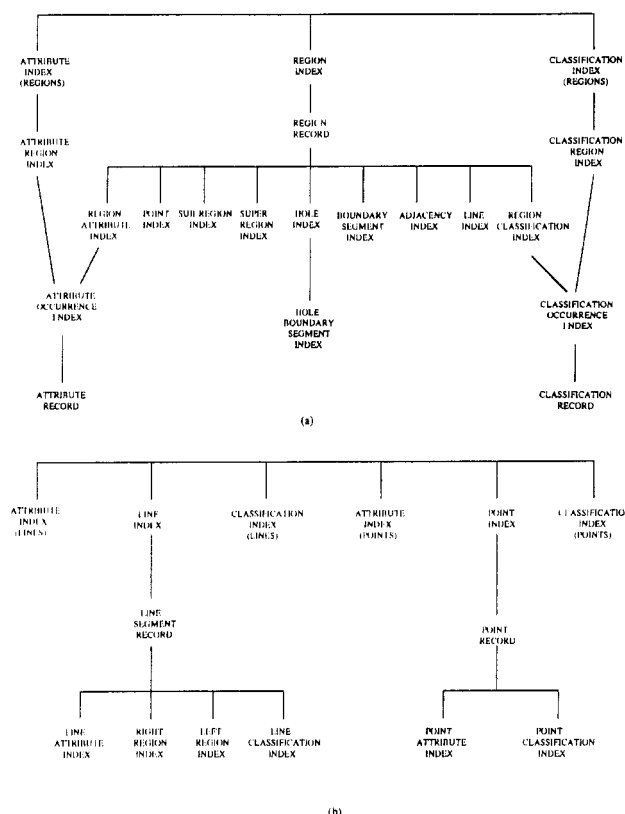 ATTRIBUTE
INDEX
(REGIONS)
REGION
INDEX
CLASSIFICATION
INDEX
(REGIONS)
REGION
RECORD
ATTRIBUTE
REGION
INDEX
CLASSIFICATION
REGION
INDEX
REGION
ATTRIBUTE
INDEX
POINT
INDEX
SUB REGION
INDEX
SUPER
REGION
INDEX
HOLE
INDEX
BOUNDARY
SEGMENT
INDEX
ADJACENCY
INDEX
LINE
INDEX
REGION
CLASSIFICATION
INDEX
ATTRIBUTE
OCCURRENCE
INDEX
HOLE
BOUNDARY
SEGMENT
INDEX
CLASSIFICATION
OCCURRENCE
INDEX
ATTRIBUTE
RECORD
CLASSIFICATION
RECORD
(a)
ATTRIBUTE
INDEX
(LINES)
LINE
INDEX
CLASSIFICATION
INDEX
(LINES)
ATTRIBUTE
INDEX
(POINTS)
POINT
INDEX
CLASSIFICATIO
INDEX
(POINTS)
LINE
SEGMENT
RECORD
POINT
RECORD
LINE
ATTRIBUTE
INDEX
RIGHT
REGION
INDEX
LEFT
REGION
INDEX
LINE
CLASSIFICATION
INDEX
POINT
ATTRIBUTE
INDEX
POINT
CLASSIFICATION
INDEX
(b)